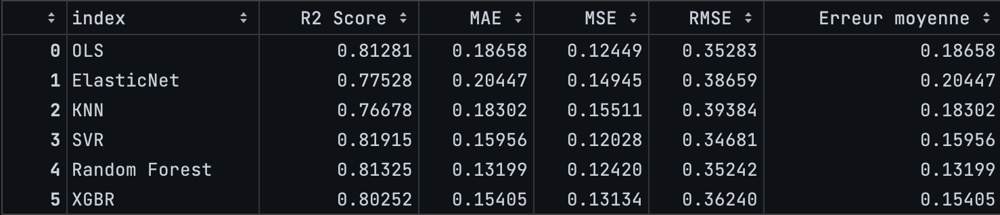 index R2 Score MAE MSE RMSE Erreur moyenne
0 OLS 0.81281 0.18658 0.12449 0.35283 0.18658
1 ElasticNet 0.77528 0.20447 0.14945 0.38659 0.20447
2 KNN 0.76678 0.18302 0.15511 0.39384 0.18302
3 SVR 0.81915 0.15956 0.12028 0.34681 0.15956
4 Random Forest 0.81325 0.13199 0.12420 0.35242 0.13199
5 XGBR 0.80252 0.15405 0.13134 0.36240 0.15405